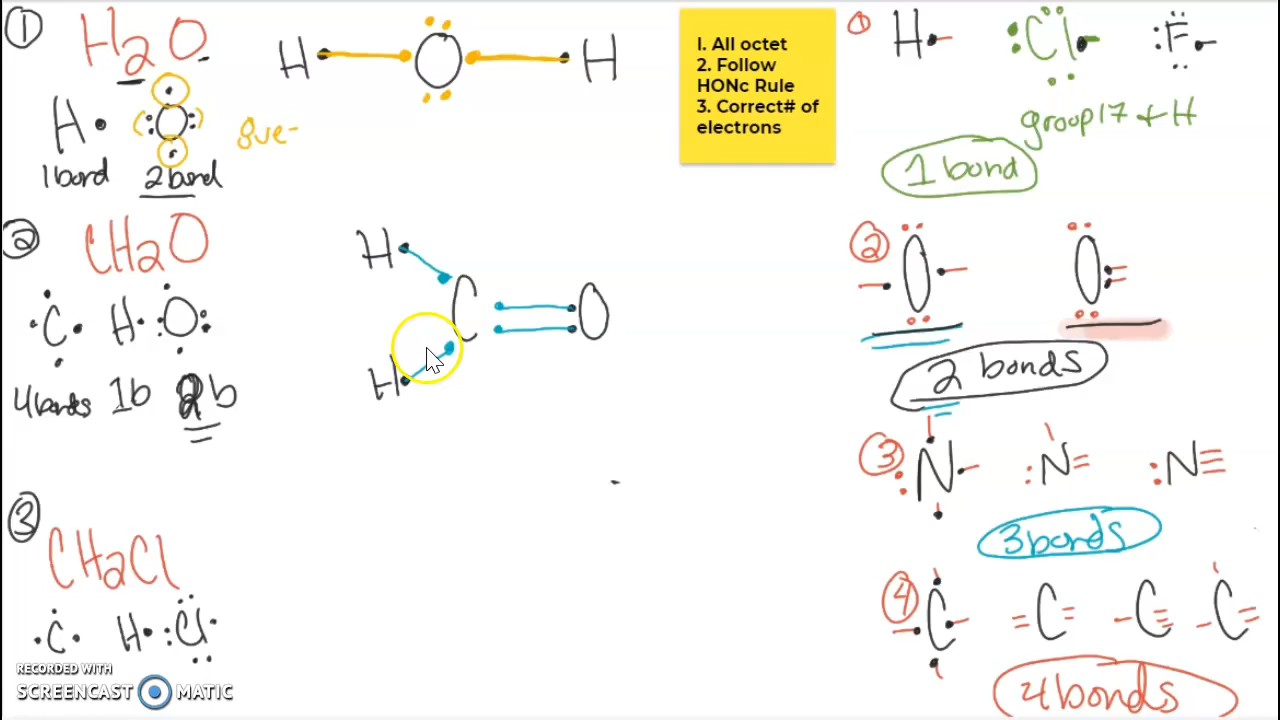 ①
H2O
H O H
H O
8ve-
1bond 2bond
I. All octet
2. Follow
HONc Rule
3. Correct# of
electrons
① H Cl F
group17 + H
1 bond
②
CH2O
C H O
4bonds 1b 2b
H
C O
H
② O O
2 bonds
③ N N N
3bonds
④ C C C C
4bonds
③
CH2Cl
C H Cl
RECORDED WITH
SCREENCAST MATIC